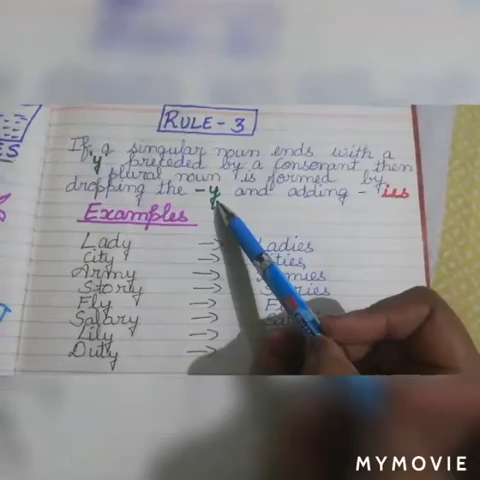 ES
RULE-3
If a singular noun ends with a
'y' preceded by a consonant, then
plural noun is formed by
dropping the -y and adding - ies
Examples
Lady → Ladies
City →
Army →
Story →
Fly →
Salary →
Lily →
Duty →
MYMOVIE